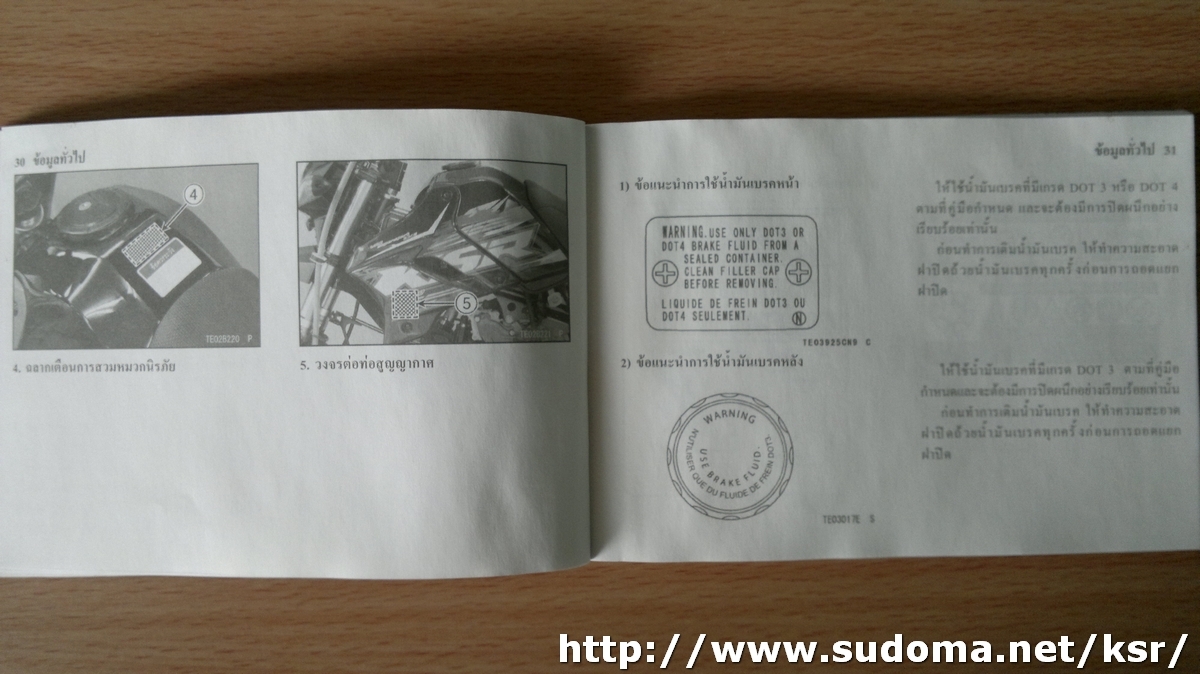 30 ข้อมูลทั่วไป
4
TE028220 P
4. ฉลากเตือนการสวมหมวกนิรภัย
5
P
5. วงจรต่อท่อสูญญากาศ
ข้อมูลทั่วไป 31
1) ข้อแนะนำการใช้น้ำมันเบรคหน้า
WARNING.USE ONLY DOT3 OR
DOT4 BRAKE FLUID FROM A
SEALED CONTAINER.
CLEAN FILLER CAP
BEFORE REMOVING.
LIQUIDE DE FREIN DOT3 OU
DOT4 SEULEMENT.
N
TE03925CN9 C
2) ข้อแนะนำการใช้น้ำมันเบรคหลัง
WARNING
USE BRAKE FLUID.
N'UTILISER QUE DU FLUIDE DE FREIN DOT3.
TE03017E S
ให้ใช้น้ำมันเบรคที่มีเกรด DOT 3 หรือ DOT 4
ตามที่คู่มือกำหนด และจะต้องมีการปิดผนึกอย่าง
เรียบร้อยเท่านั้น
ก่อนทำการเติมน้ำมันเบรค ให้ทำความสะอาด
ฝาปิดถ้วยน้ำมันเบรคทุกครั้งก่อนการถอดแยก
ฝาปิด
ให้ใช้น้ำมันเบรคที่มีเกรด DOT 3 ตามที่คู่มือ
กำหนดและจะต้องมีการปิดผนึกอย่างเรียบร้อยเท่านั้น
ก่อนทำการเติมน้ำมันเบรค ให้ทำความสะอาด
ฝาปิดถ้วยน้ำมันเบรคทุกครั้งก่อนการถอดแยก
ฝาปิด
http://www.sudoma.net/ksr/